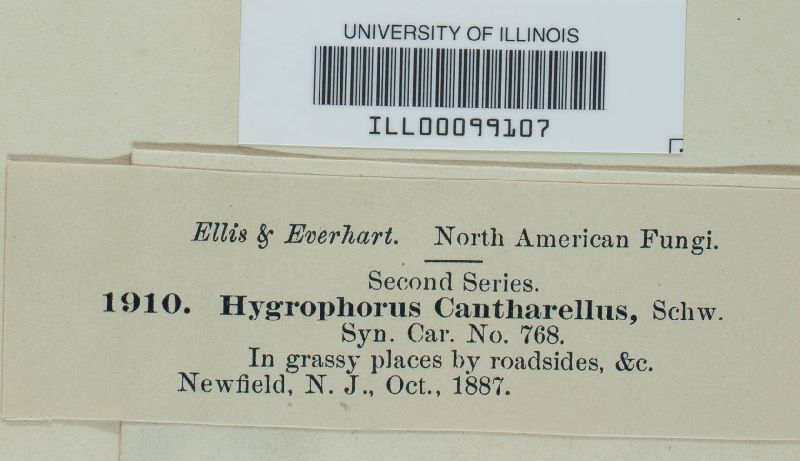 UNIVERSITY OF ILLINOIS
ILL00099107
Ellis & Everhart. North American Fungi.
Second Series.
1910. Hygrophorus Cantharellus, Schw.
Syn. Car. No. 768.
In grassy places by roadsides, &c.
Newfield, N. J., Oct., 1887.